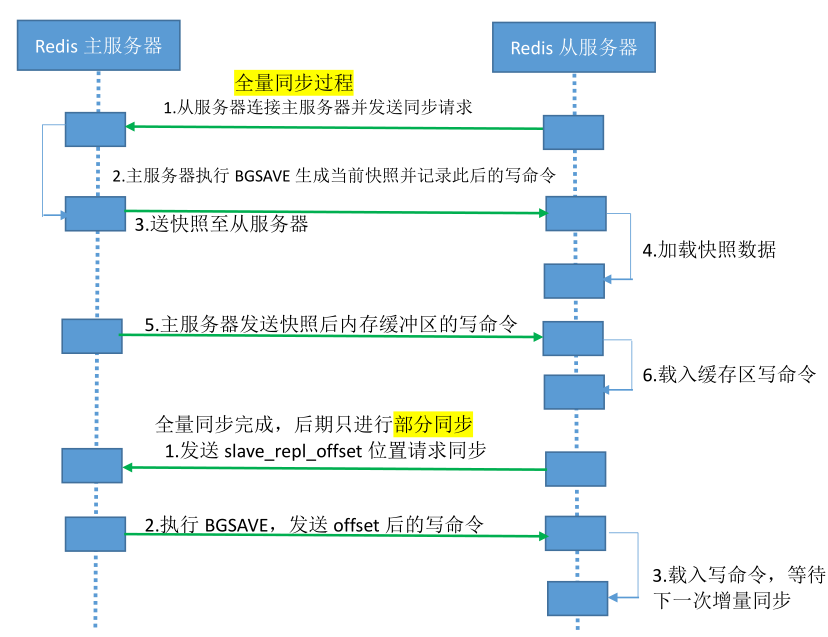 Redis 主服务器
Redis 从服务器
全量同步过程
1.从服务器连接主服务器并发送同步请求
2.主服务器执行 BGSAVE 生成当前快照并记录此后的写命令
3.送快照至从服务器
4.加载快照数据
5.主服务器发送快照后内存缓冲区的写命令
6.载入缓存区写命令
全量同步完成，后期只进行部分同步
1.发送 slave_repl_offset 位置请求同步
2.执行 BGSAVE，发送 offset 后的写命令
3.载入写命令，等待
下一次增量同步